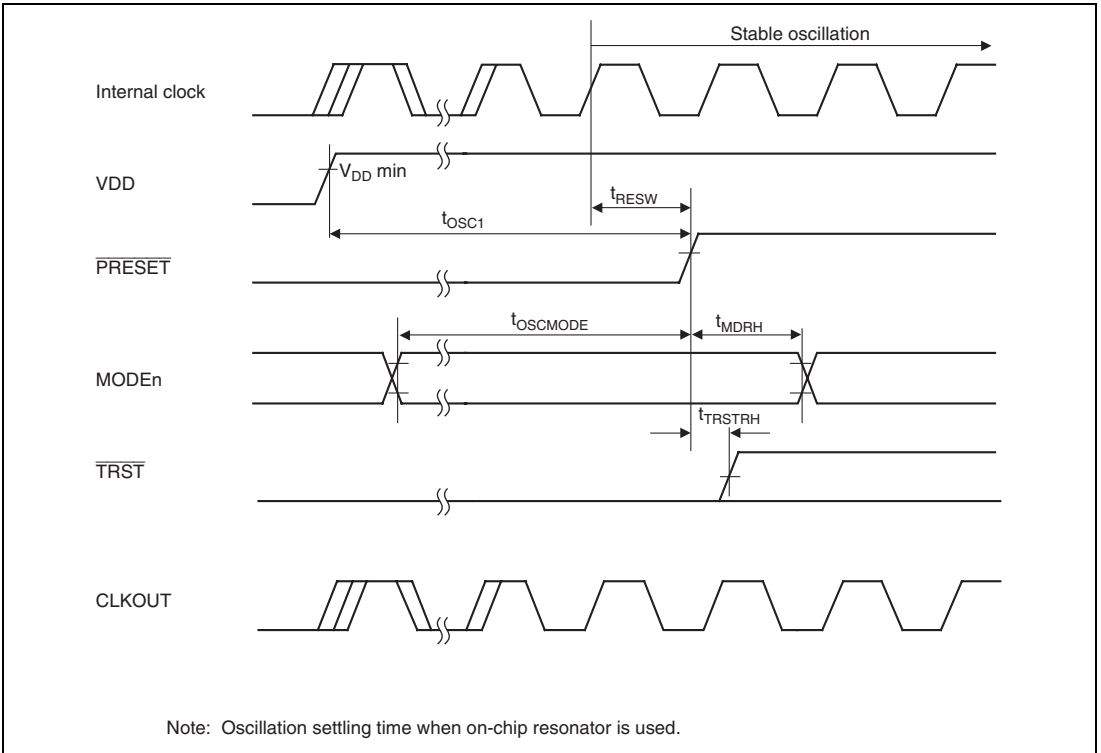 Stable oscillation
Internal clock
VDD
VDD min
tRESW
tOSC1
PRESET
tOSCMODE
tMDRH
MODEn
tTRSTRH
TRST
CLKOUT
Note: Oscillation settling time when on-chip resonator is used.